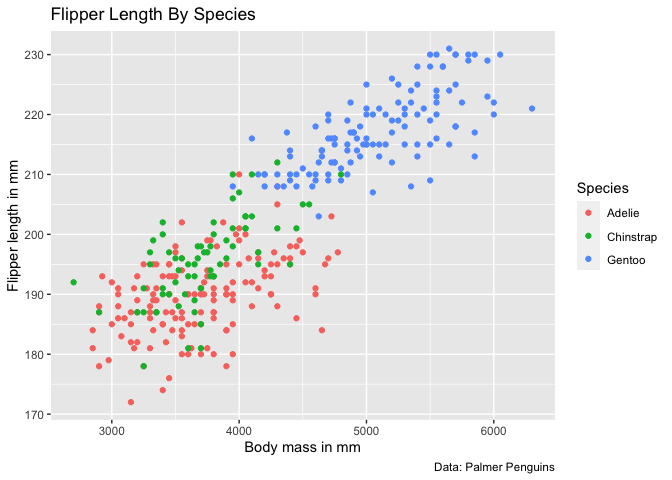 Flipper Length By Species
230
220
210
200
190
180
170
Flipper length in mm
3000 4000 5000 6000
Body mass in mm
Species
Adelie
Chinstrap
Gentoo
Data: Palmer Penguins